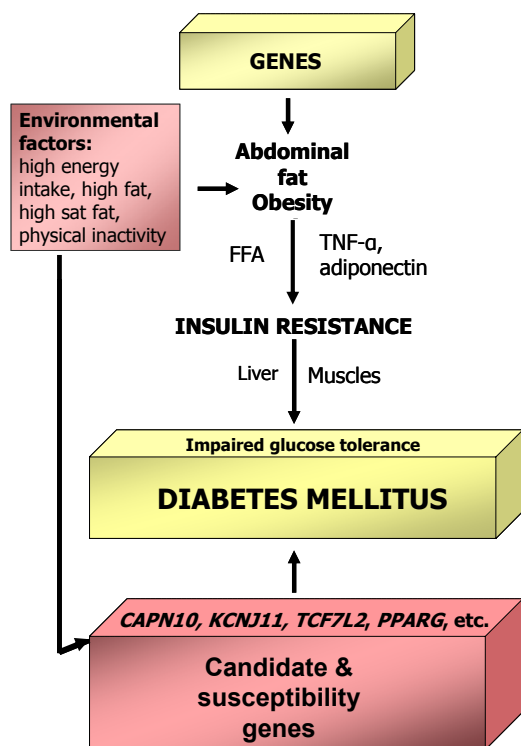 GENES
Environmental
factors:
high energy
intake, high fat,
high sat fat,
physical inactivity
Abdominal
fat
Obesity
FFA
TNF-α,
adiponectin
INSULIN RESISTANCE
Liver
Muscles
Impaired glucose tolerance
DIABETES MELLITUS
CAPN10, KCNJ11, TCF7L2, PPARG, etc.
Candidate &
susceptibility
genes